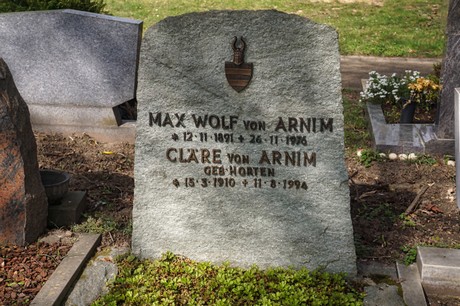 MAX WOLF VON ARNIM
* 12·11·1891 + 26·11·1976
CLÄRE VON ARNIM
GEB·HORTEN
* 15·3·1910 + 11·8·1994